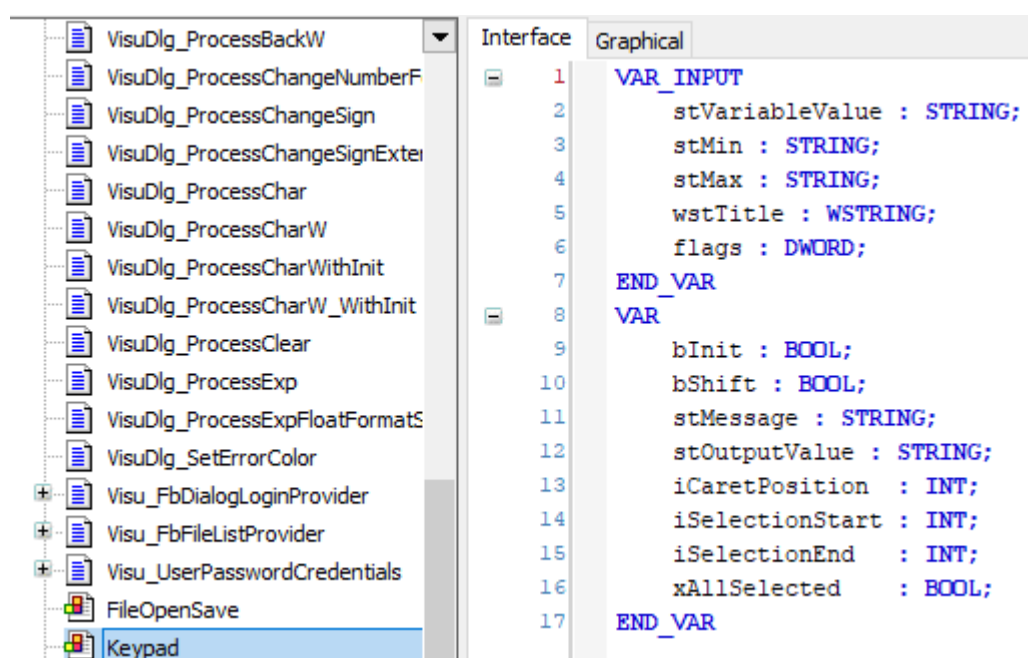 VisuDlg_ProcessBackW
VisuDlg_ProcessChangeNumberF
VisuDlg_ProcessChangeSign
VisuDlg_ProcessChangeSignExter
VisuDlg_ProcessChar
VisuDlg_ProcessCharW
VisuDlg_ProcessCharWithInit
VisuDlg_ProcessCharW_WithInit
VisuDlg_ProcessClear
VisuDlg_ProcessExp
VisuDlg_ProcessExpFloatFormatS
VisuDlg_SetErrorColor
Visu_FbDialogLoginProvider
Visu_FbFileListProvider
Visu_UserPasswordCredentials
FileOpenSave
Keypad
Interface Graphical
1 VAR_INPUT
2 stVariableValue : STRING;
3 stMin : STRING;
4 stMax : STRING;
5 wstTitle : WSTRING;
6 flags : DWORD;
7 END_VAR
8 VAR
9 bInit : BOOL;
10 bShift : BOOL;
11 stMessage : STRING;
12 stOutputValue : STRING;
13 iCaretPosition : INT;
14 iSelectionStart : INT;
15 iSelectionEnd : INT;
16 xAllSelected : BOOL;
17 END_VAR